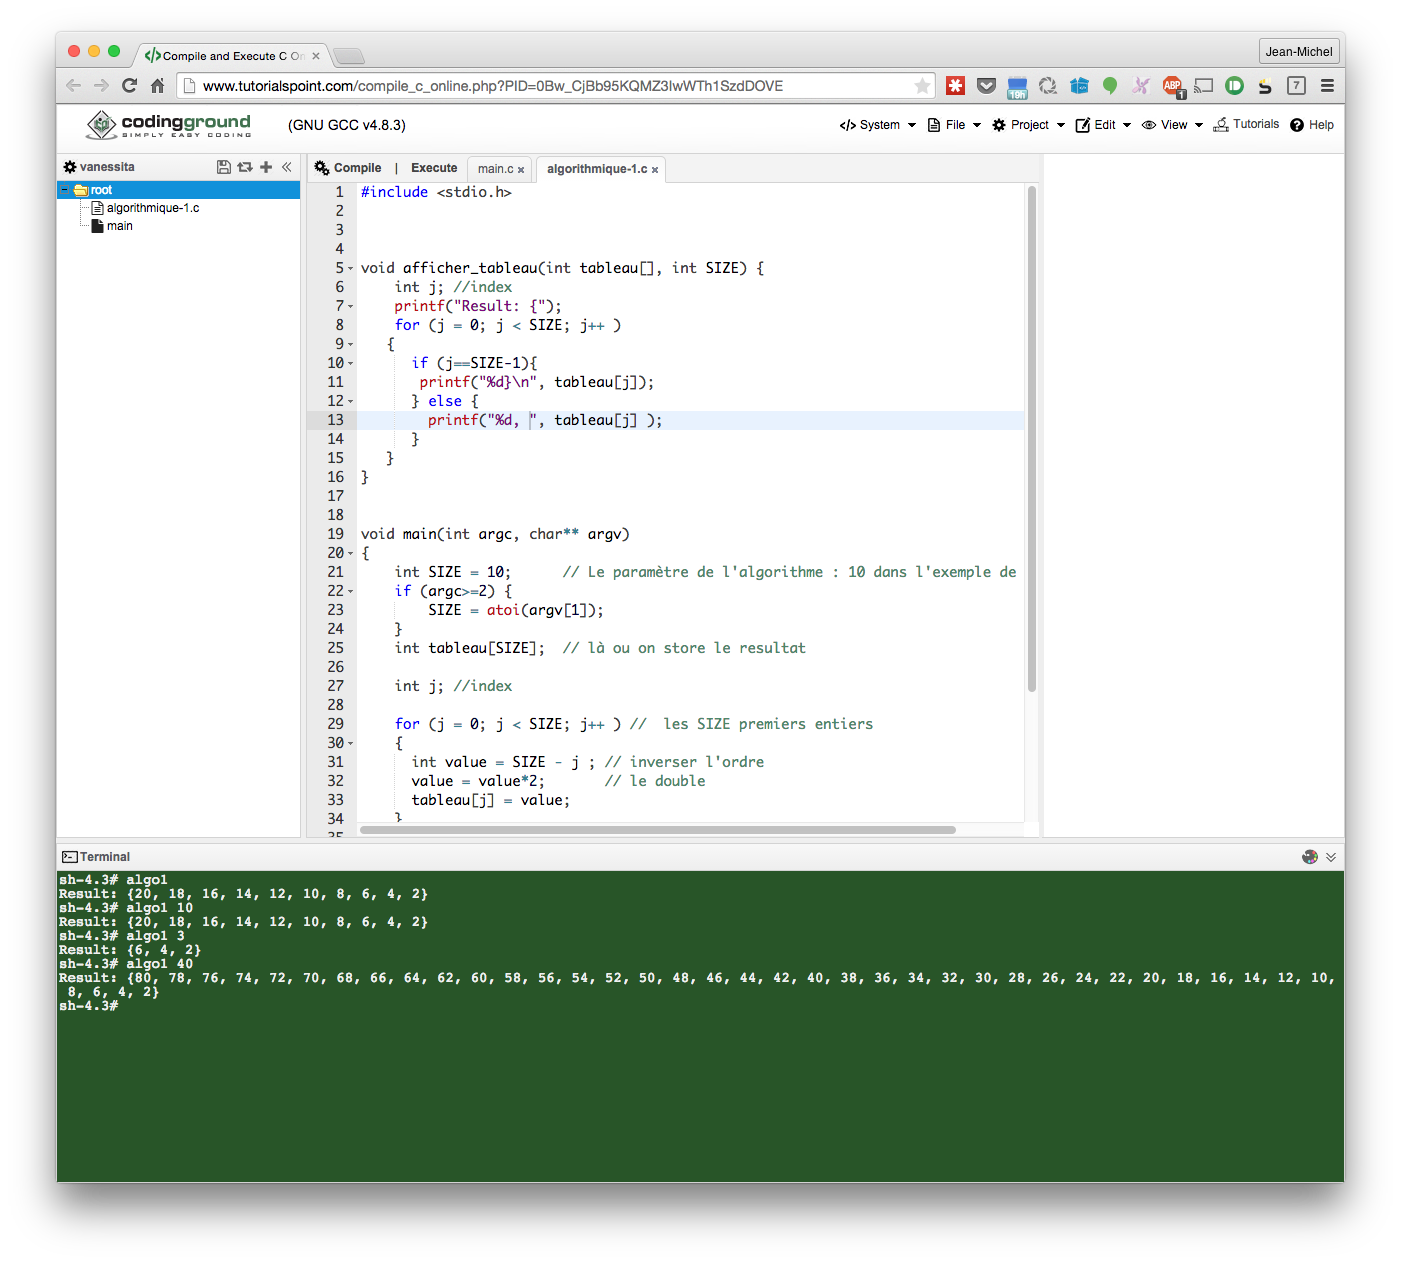 Compile and Execute C On
Jean-Michel
www.tutorialspoint.com/compile_c_online.php?PID=0Bw_CjBb95KQMZ3IwWTh1SzdDOVE
19h
ABP
1
7
codingground
SIMPLY EASY CODING
(GNU GCC v4.8.3)
</> System
File
Project
Edit
View
Tutorials
Help
vanessita
Compile | Execute
main.c
algorithmique-1.c
root
algorithmique-1.c
main
1 #include <stdio.h>
2
3
4
5 void afficher_tableau(int tableau[], int SIZE) {
6 int j; //index
7 printf("Result: {");
8 for (j = 0; j < SIZE; j++ )
9 {
10 if (j==SIZE-1){
11 printf("%d}\n", tableau[j]);
12 } else {
13 printf("%d, ", tableau[j] );
14 }
15 }
16 }
17
18
19 void main(int argc, char** argv)
20 {
21 int SIZE = 10; // Le paramètre de l'algorithme : 10 dans l'exemple de
22 if (argc>=2) {
23 SIZE = atoi(argv[1]);
24 }
25 int tableau[SIZE]; // là ou on store le resultat
26
27 int j; //index
28
29 for (j = 0; j < SIZE; j++ ) // les SIZE premiers entiers
30 {
31 int value = SIZE - j ; // inverser l'ordre
32 value = value*2; // le double
33 tableau[j] = value;
34 }
35
Terminal
sh-4.3# algo1
Result: {20, 18, 16, 14, 12, 10, 8, 6, 4, 2}
sh-4.3# algo1 10
Result: {20, 18, 16, 14, 12, 10, 8, 6, 4, 2}
sh-4.3# algo1 3
Result: {6, 4, 2}
sh-4.3# algo1 40
Result: {80, 78, 76, 74, 72, 70, 68, 66, 64, 62, 60, 58, 56, 54, 52, 50, 48, 46, 44, 42, 40, 38, 36, 34, 32, 30, 28, 26, 24, 22, 20, 18, 16, 14, 12, 10,
8, 6, 4, 2}
sh-4.3#